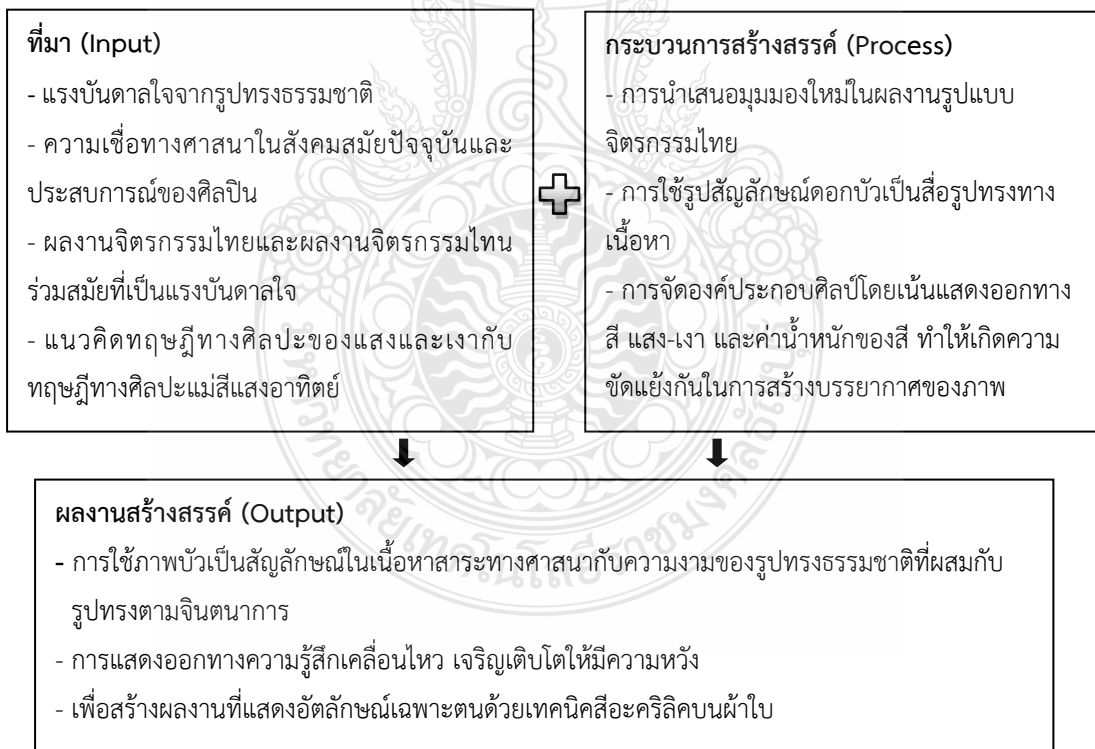 ที่มา (Input)
- แรงบันดาลใจจากรูปทรงธรรมชาติ
- ความเชื่อทางศาสนาในสังคมสมัยปัจจุบันและ
ประสบการณ์ของศิลปิน
- ผลงานจิตรกรรมไทยและผลงานจิตรกรรมไทน
ร่วมสมัยที่เป็นแรงบันดาลใจ
- แนวคิดทฤษฎีทางศิลปะของแสงและเงากับ
ทฤษฎีทางศิลปะแม่สีแสงอาทิตย์
กระบวนการสร้างสรรค์ (Process)
- การนำเสนอมุมมองใหม่ในผลงานรูปแบบ
จิตรกรรมไทย
- การใช้รูปสัญลักษณ์ดอกบัวเป็นสื่อรูปทรงทาง
เนื้อหา
- การจัดองค์ประกอบศิลป์โดยเน้นแสดงออกทาง
สี แสง-เงา และค่าน้ำหนักของสี ทำให้เกิดความ
ขัดแย้งกันในการสร้างบรรยากาศของภาพ
ผลงานสร้างสรรค์ (Output)
- การใช้ภาพบัวเป็นสัญลักษณ์ในเนื้อหาสาระทางศาสนากับความงามของรูปทรงธรรมชาติที่ผสมกับ
รูปทรงตามจินตนาการ
- การแสดงออกทางความรู้สึกเคลื่อนไหว เจริญเติบโตให้มีความหวัง
- เพื่อสร้างผลงานที่แสดงอัตลักษณ์เฉพาะตนด้วยเทคนิคสีอะคริลิคบนผ้าใบ